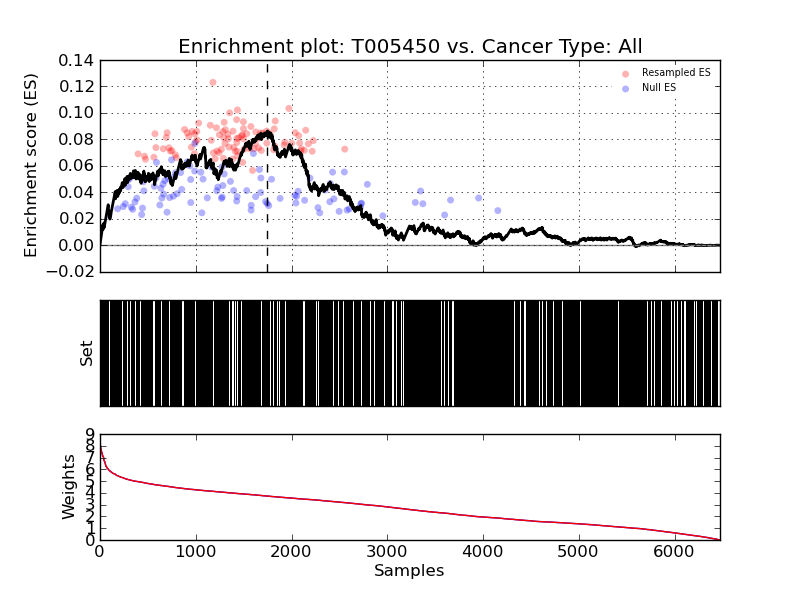 Enrichment plot: T005450 vs. Cancer Type: All
Enrichment score (ES)
0.14
0.12
0.10
0.08
0.06
0.04
0.02
0.00
−0.02
Resampled ES
Null ES
Set
Weights
9
8
7
6
5
4
3
2
1
0
0 1000 2000 3000 4000 5000 6000
Samples